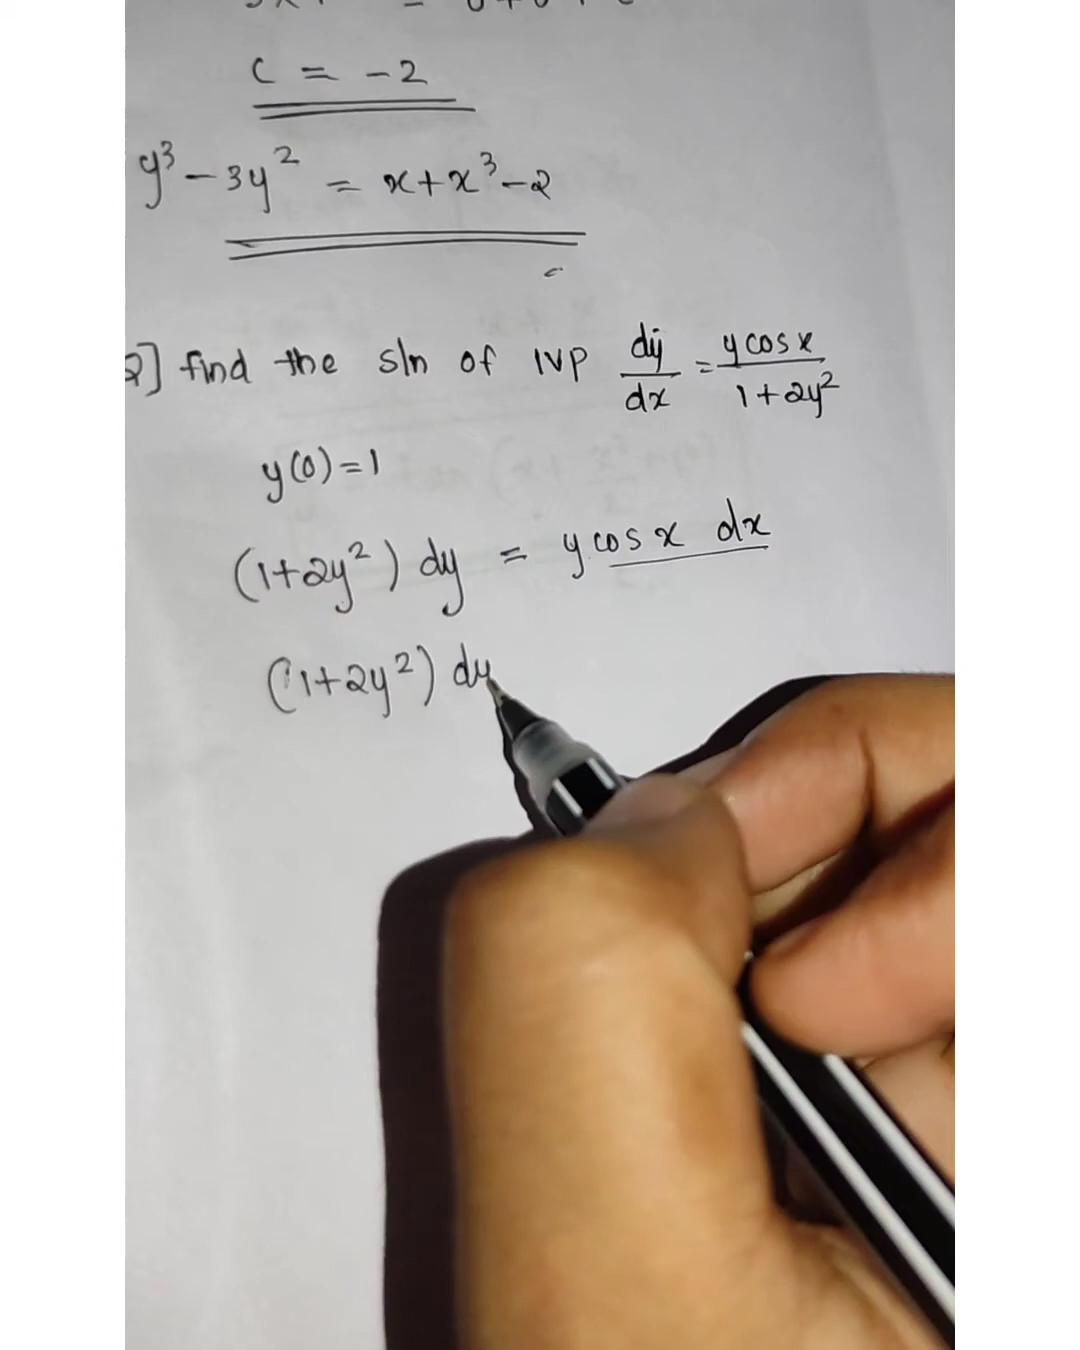 c = -2
y³ - 3y² = x + x³ - 2
] find the sln of IVP dy/dx = y cos x / 1 + 2y²
y(0) = 1
(1 + 2y²) dy = y cos x dx
(1 + 2y²) dy